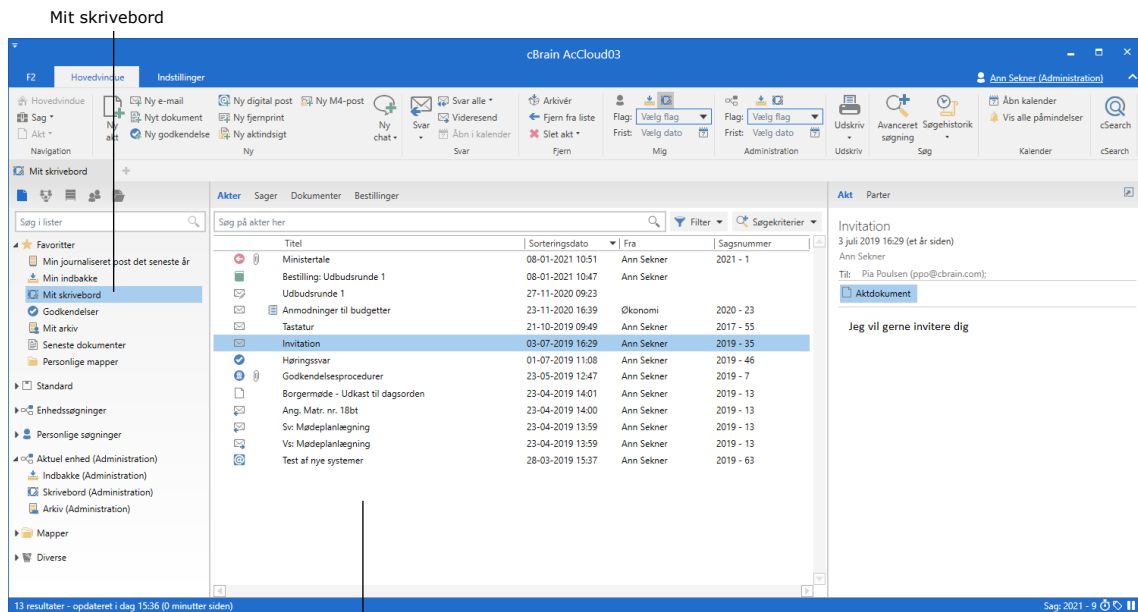 Mit skrivebord
cBrain AcCloud03
F2 Hovedvindue Indstillinger Ann Sekner (Administration)
Hovedvindue Ny e-mail Ny digital post Ny M4-post Svar alle Arkivér Åbn kalender
Sag Nyt dokument Ny fjernprint Videresend Fjern fra liste Flag: Vælg flag Flag: Vælg flag Vis alle påmindelser
Akt Ny akt Ny godkendelse Ny aktindsigt Ny chat Svar Åbn i kalender Slet akt Frist: Vælg dato Frist: Vælg dato Udskriv Avanceret søgning Søgehistorik cSearch
Navigation Ny Svar Fjern Mig Administration Udskriv Søg Kalender cSearch
Mit skrivebord +
Akter Sager Dokumenter Bestillinger
Akt Parter
Søg i lister
Søg på akter her Filter Søgekriterier
Favoritter
Min journaliseret post det seneste år
Min indbakke
Mit skrivebord
Godkendelser
Mit arkiv
Seneste dokumenter
Personlige mapper
Standard
Enhedssøgninger
Personlige søgninger
Aktuel enhed (Administration)
Indbakke (Administration)
Skrivebord (Administration)
Arkiv (Administration)
Mapper
Diverse
Titel Sorteringsdato Fra Sagsnummer
Ministertale 08-01-2021 10:51 Ann Sekner 2021 - 1
Bestilling: Udbudsrunde 1 08-01-2021 10:47 Ann Sekner
Udbudsrunde 1 27-11-2020 09:23
Anmodninger til budgetter 23-11-2020 16:39 Økonomi 2020 - 23
Tastatur 21-10-2019 09:49 Ann Sekner 2017 - 55
Invitation 03-07-2019 16:29 Ann Sekner 2019 - 35
Høringssvar 01-07-2019 11:08 Ann Sekner 2019 - 46
Godkendelsesprocedurer 23-05-2019 12:47 Ann Sekner 2019 - 7
Borgermøde - Udkast til dagsorden 23-04-2019 14:01 Ann Sekner 2019 - 13
Ang. Matr. nr. 18bt 23-04-2019 14:00 Ann Sekner 2019 - 13
Sv: Mødeplanlægning 23-04-2019 13:59 Ann Sekner 2019 - 13
Vs: Mødeplanlægning 23-04-2019 13:59 Ann Sekner 2019 - 13
Test af nye systemer 28-03-2019 15:37 Ann Sekner 2019 - 63
Invitation
3 juli 2019 16:29 (et år siden)
Ann Sekner
Til: Pia Poulsen (ppo@cbrain.com);
Aktdokument
Jeg vil gerne invitere dig
13 resultater - opdateret i dag 15:36 (0 minutter siden) Sag: 2021 - 9